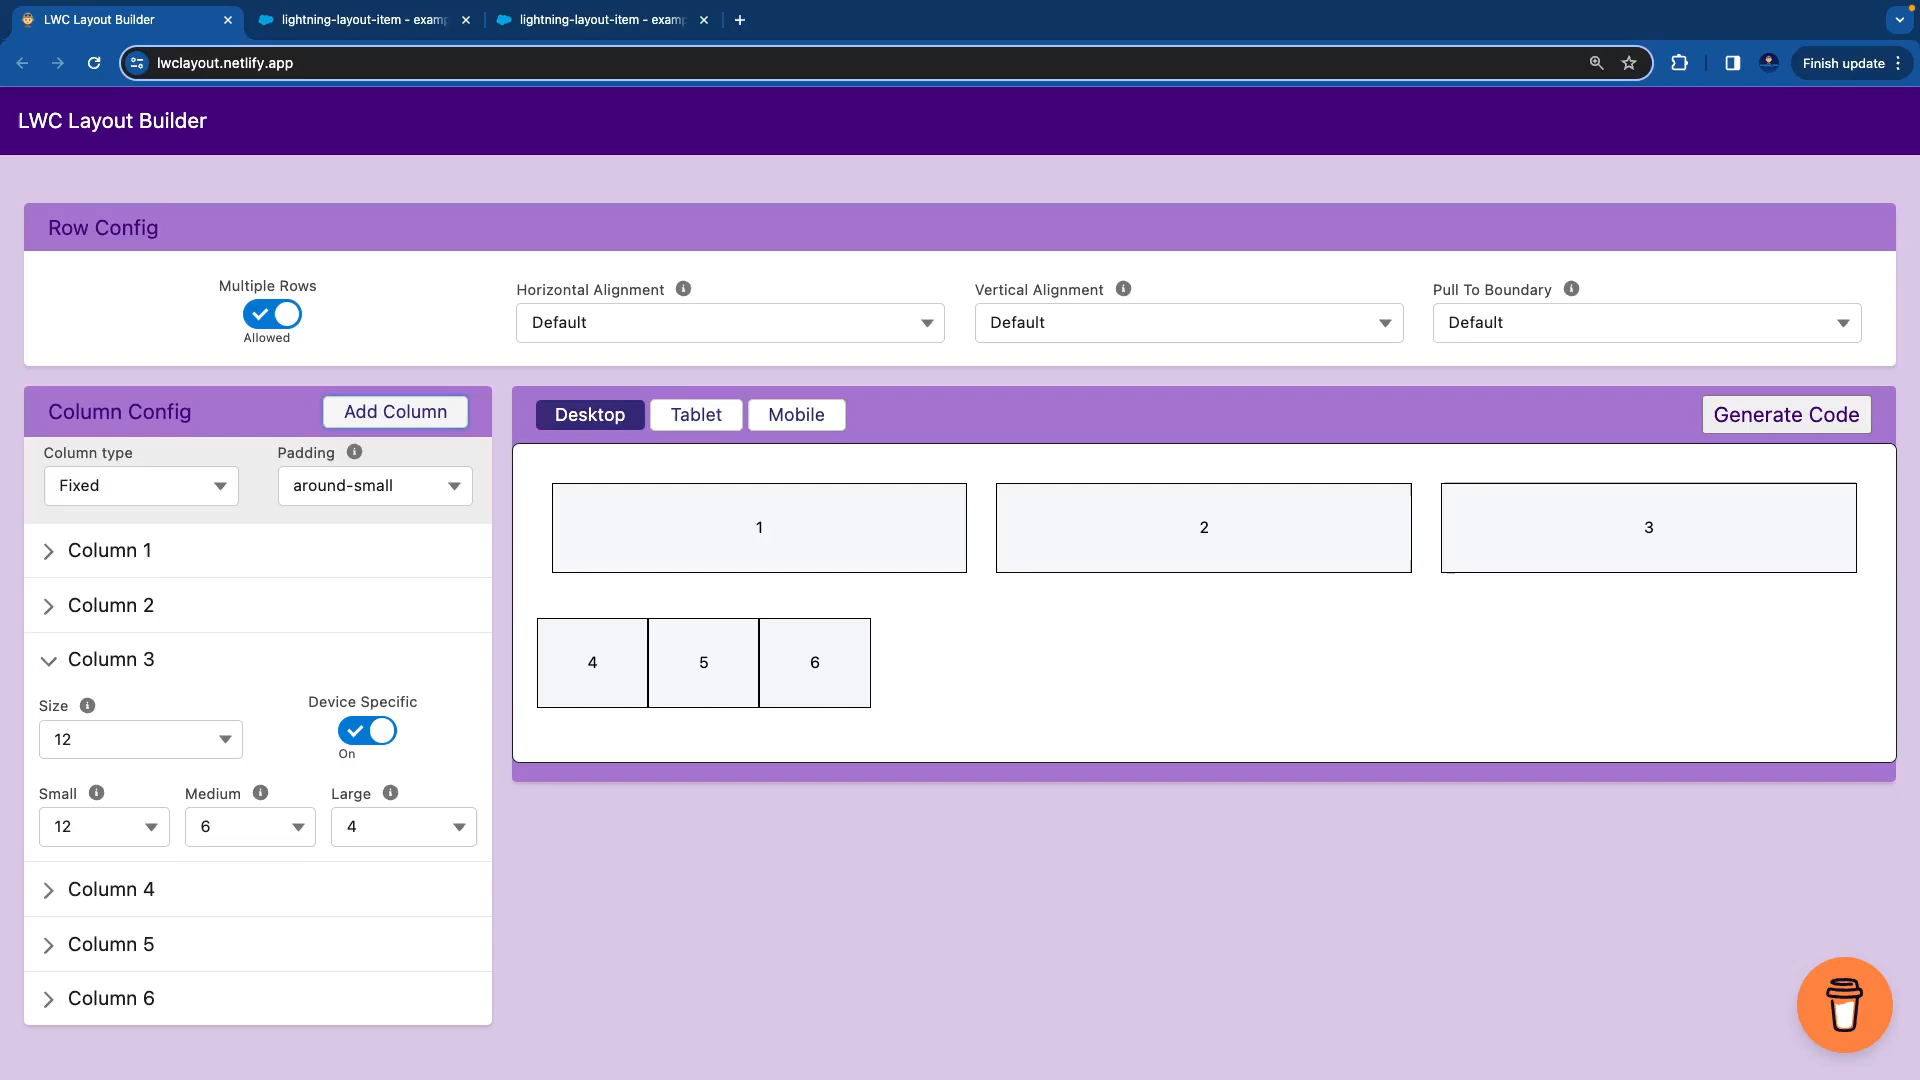 LWC Layout Builder
lightning-layout-item - examp
lightning-layout-item - examp
lwclayout.netlify.app
Finish update
LWC Layout Builder
Row Config
Multiple Rows
Allowed
Horizontal Alignment
Default
Vertical Alignment
Default
Pull To Boundary
Default
Column Config
Add Column
Column type
Fixed
Padding
around-small
Column 1
Column 2
Column 3
Size
12
Device Specific
On
Small
12
Medium
6
Large
4
Column 4
Column 5
Column 6
Desktop
Tablet
Mobile
Generate Code
1
2
3
4
5
6